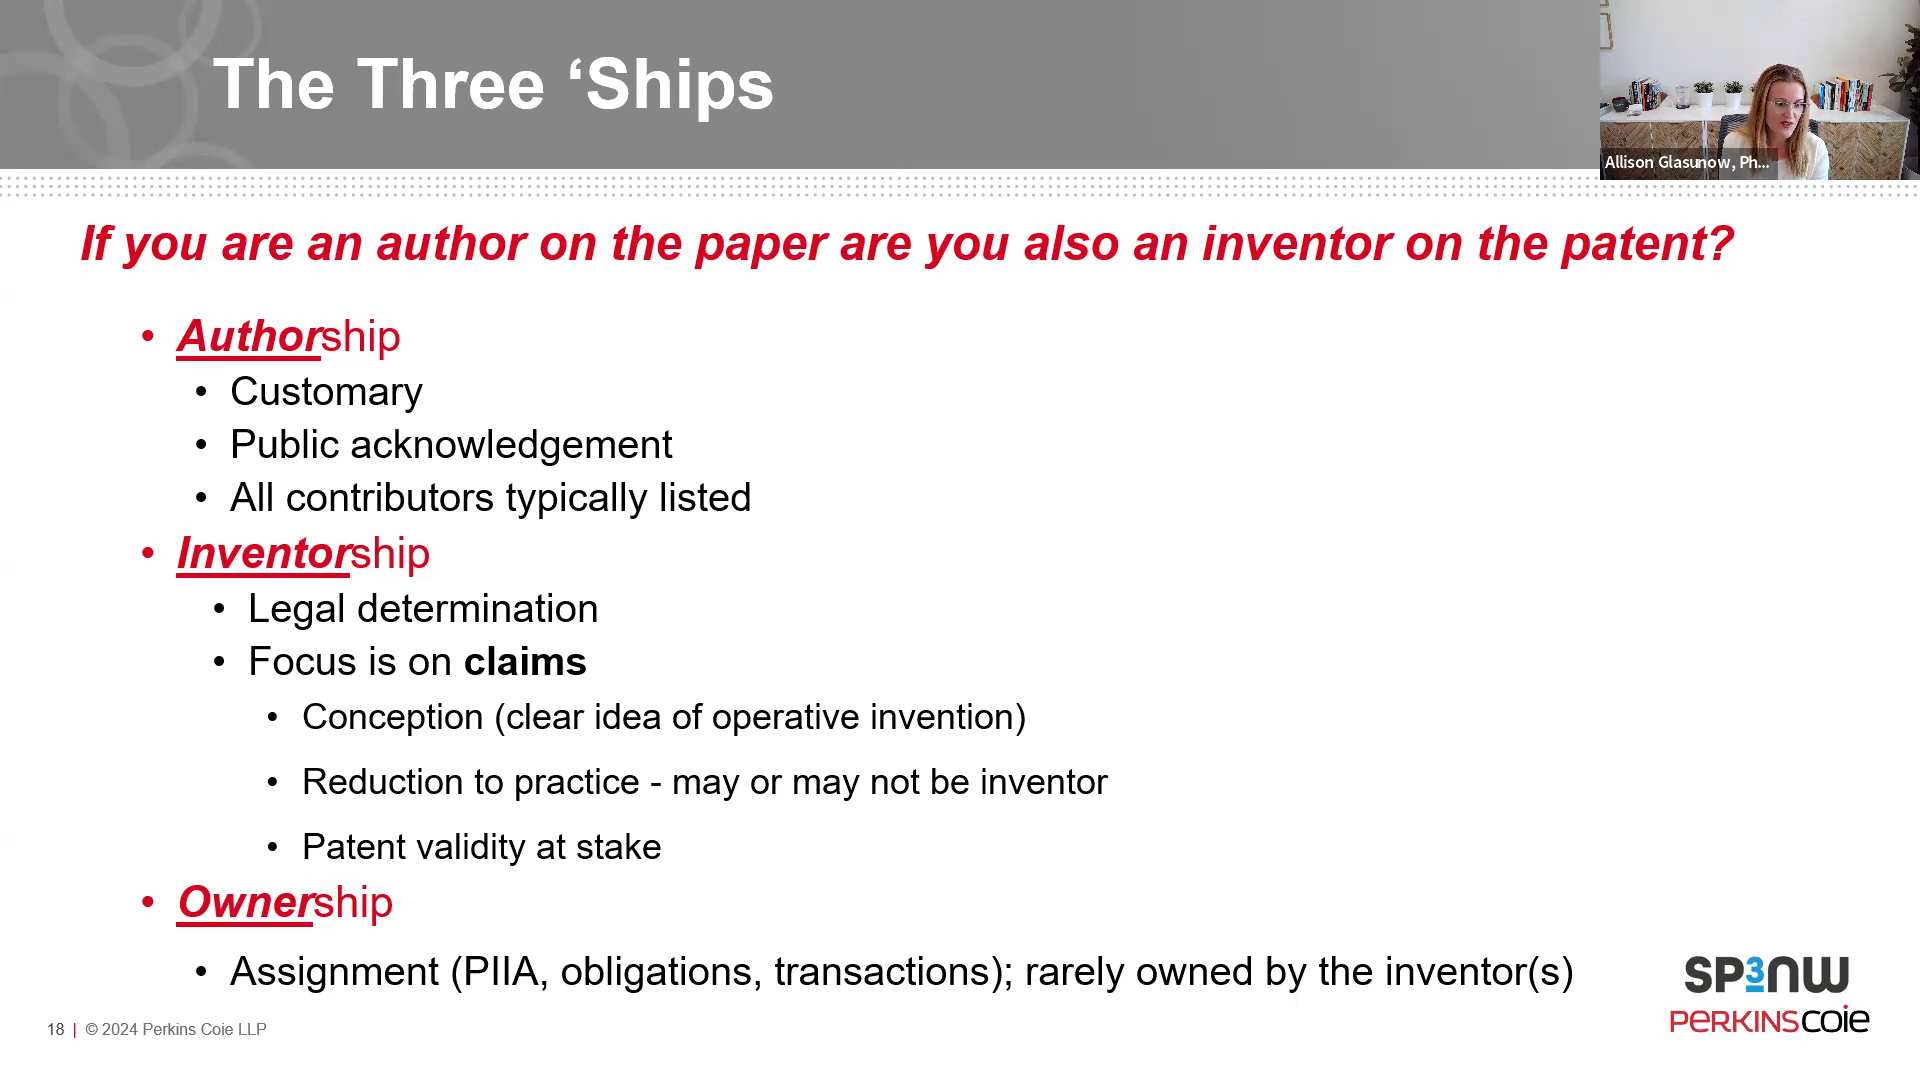 The Three ‘Ships
Allison Glasunow, Ph...
If you are an author on the paper are you also an inventor on the patent?
• Authorship
• Customary
• Public acknowledgement
• All contributors typically listed
• Inventorship
• Legal determination
• Focus is on claims
• Conception (clear idea of operative invention)
• Reduction to practice - may or may not be inventor
• Patent validity at stake
• Ownership
• Assignment (PIIA, obligations, transactions); rarely owned by the inventor(s)
SP3NW
PERKINSCOIE
18 | © 2024 Perkins Coie LLP